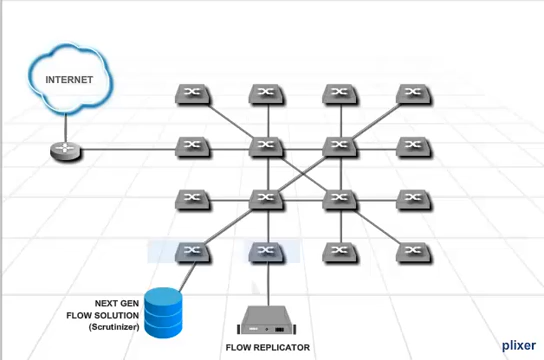 INTERNET
NEXT GEN
FLOW SOLUTION
(Scrutinizer)
FLOW REPLICATOR
plixer